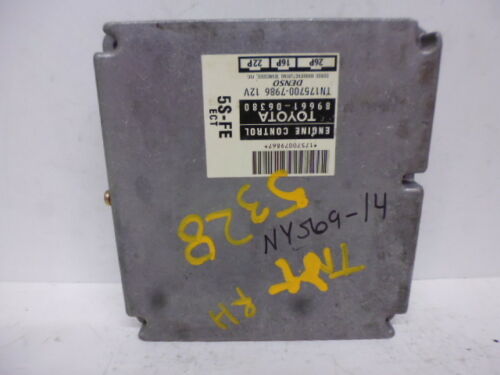 *17570079867*
ENGINE CONTROL
TOYOTA
89661-06380
TN175700-7986 12V
DENSO
26P 16P 22P
5S-FE
ECT
5328
NY569-14
RH